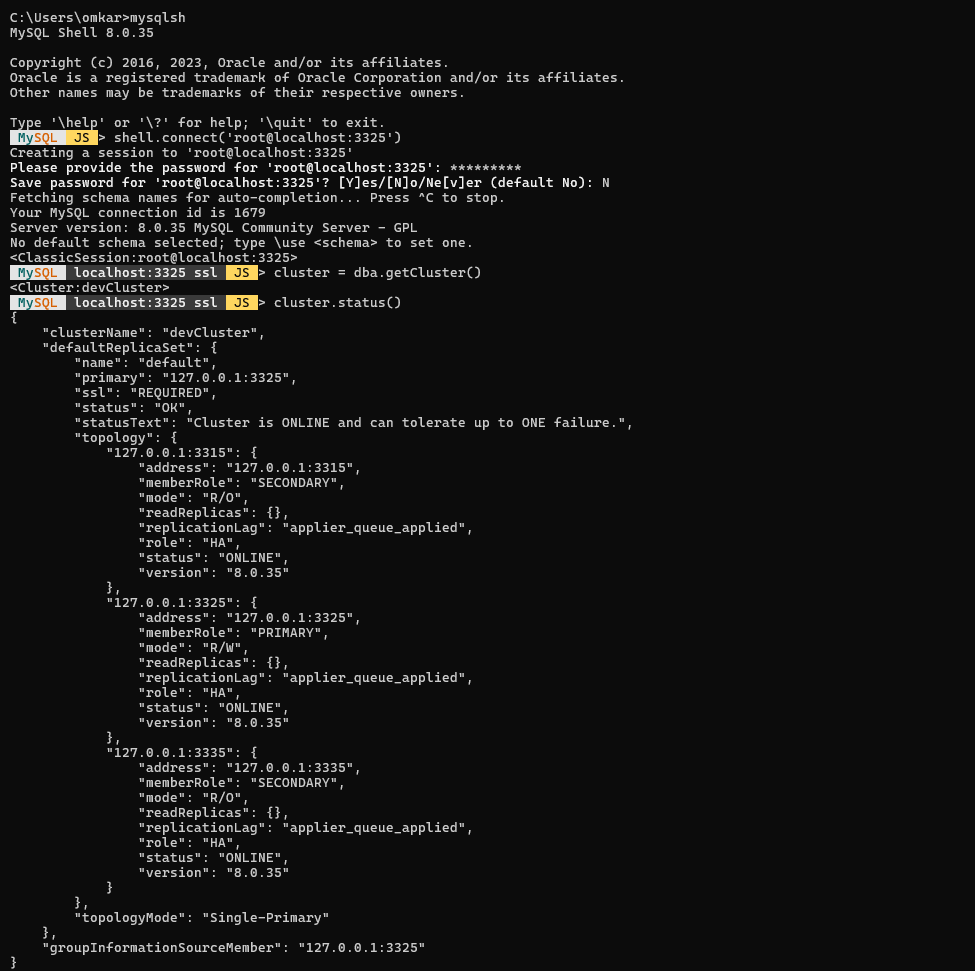 C:\Users\omkar>mysqlsh
MySQL Shell 8.0.35

Copyright (c) 2016, 2023, Oracle and/or its affiliates.
Oracle is a registered trademark of Oracle Corporation and/or its affiliates.
Other names may be trademarks of their respective owners.

Type '\help' or '\?' for help; '\quit' to exit.
 MySQL  JS > shell.connect('root@localhost:3325')
Creating a session to 'root@localhost:3325'
Please provide the password for 'root@localhost:3325': *********
Save password for 'root@localhost:3325'? [Y]es/[N]o/Ne[v]er (default No): N
Fetching schema names for auto-completion... Press ^C to stop.
Your MySQL connection id is 1679
Server version: 8.0.35 MySQL Community Server - GPL
No default schema selected; type \use <schema> to set one.
<ClassicSession:root@localhost:3325>
 MySQL  localhost:3325 ssl  JS > cluster = dba.getCluster()
<Cluster:devCluster>
 MySQL  localhost:3325 ssl  JS > cluster.status()
{
    "clusterName": "devCluster",
    "defaultReplicaSet": {
        "name": "default",
        "primary": "127.0.0.1:3325",
        "ssl": "REQUIRED",
        "status": "OK",
        "statusText": "Cluster is ONLINE and can tolerate up to ONE failure.",
        "topology": {
            "127.0.0.1:3315": {
                "address": "127.0.0.1:3315",
                "memberRole": "SECONDARY",
                "mode": "R/O",
                "readReplicas": {},
                "replicationLag": "applier_queue_applied",
                "role": "HA",
                "status": "ONLINE",
                "version": "8.0.35"
            },
            "127.0.0.1:3325": {
                "address": "127.0.0.1:3325",
                "memberRole": "PRIMARY",
                "mode": "R/W",
                "readReplicas": {},
                "replicationLag": "applier_queue_applied",
                "role": "HA",
                "status": "ONLINE",
                "version": "8.0.35"
            },
            "127.0.0.1:3335": {
                "address": "127.0.0.1:3335",
                "memberRole": "SECONDARY",
                "mode": "R/O",
                "readReplicas": {},
                "replicationLag": "applier_queue_applied",
                "role": "HA",
                "status": "ONLINE",
                "version": "8.0.35"
            }
        },
        "topologyMode": "Single-Primary"
    },
    "groupInformationSourceMember": "127.0.0.1:3325"
}